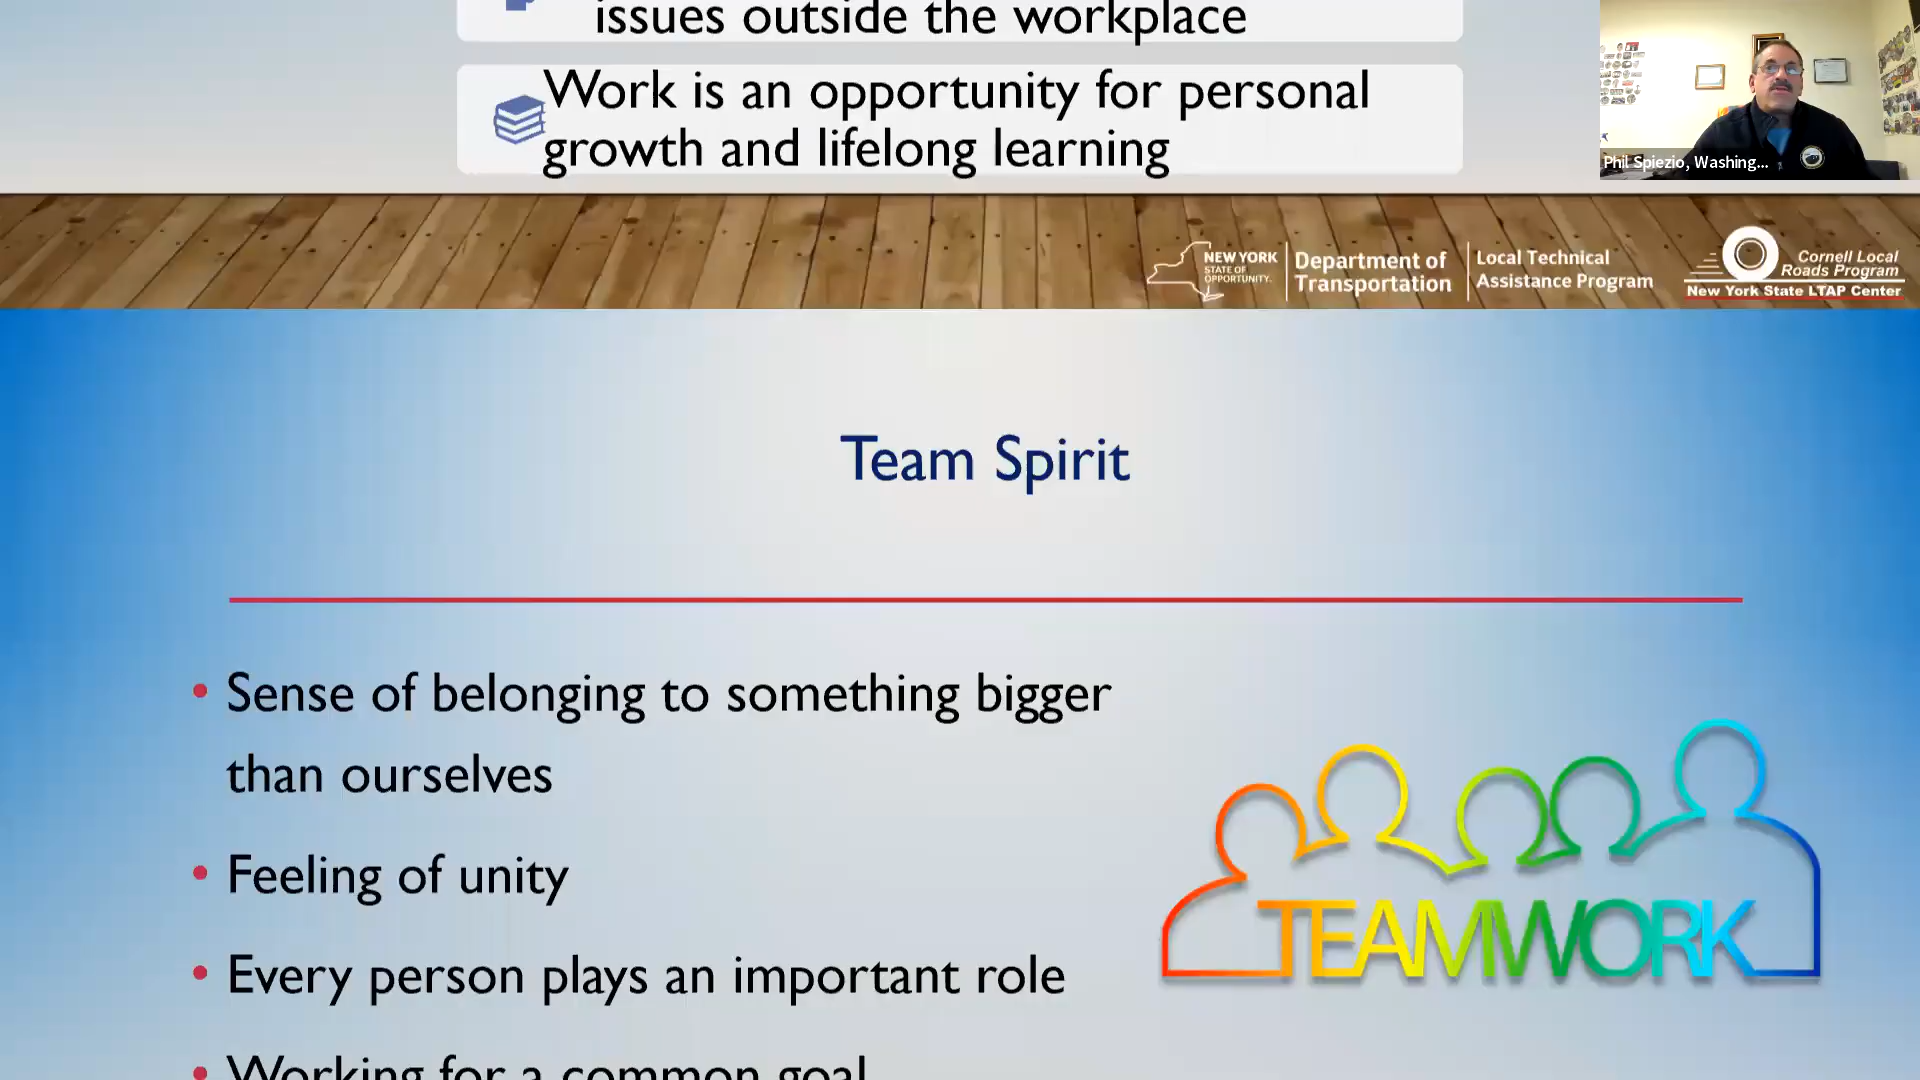 issues outside the workplace
Work is an opportunity for personal
growth and lifelong learning
Phil Spiezio, Washing...
NEW YORK
STATE OF
OPPORTUNITY.
Department of
Transportation
Local Technical
Assistance Program
Cornell Local
Roads Program
New York State LTAP Center
Team Spirit
• Sense of belonging to something bigger
than ourselves
• Feeling of unity
• Every person plays an important role
• Working for a common goal
TEAMWORK